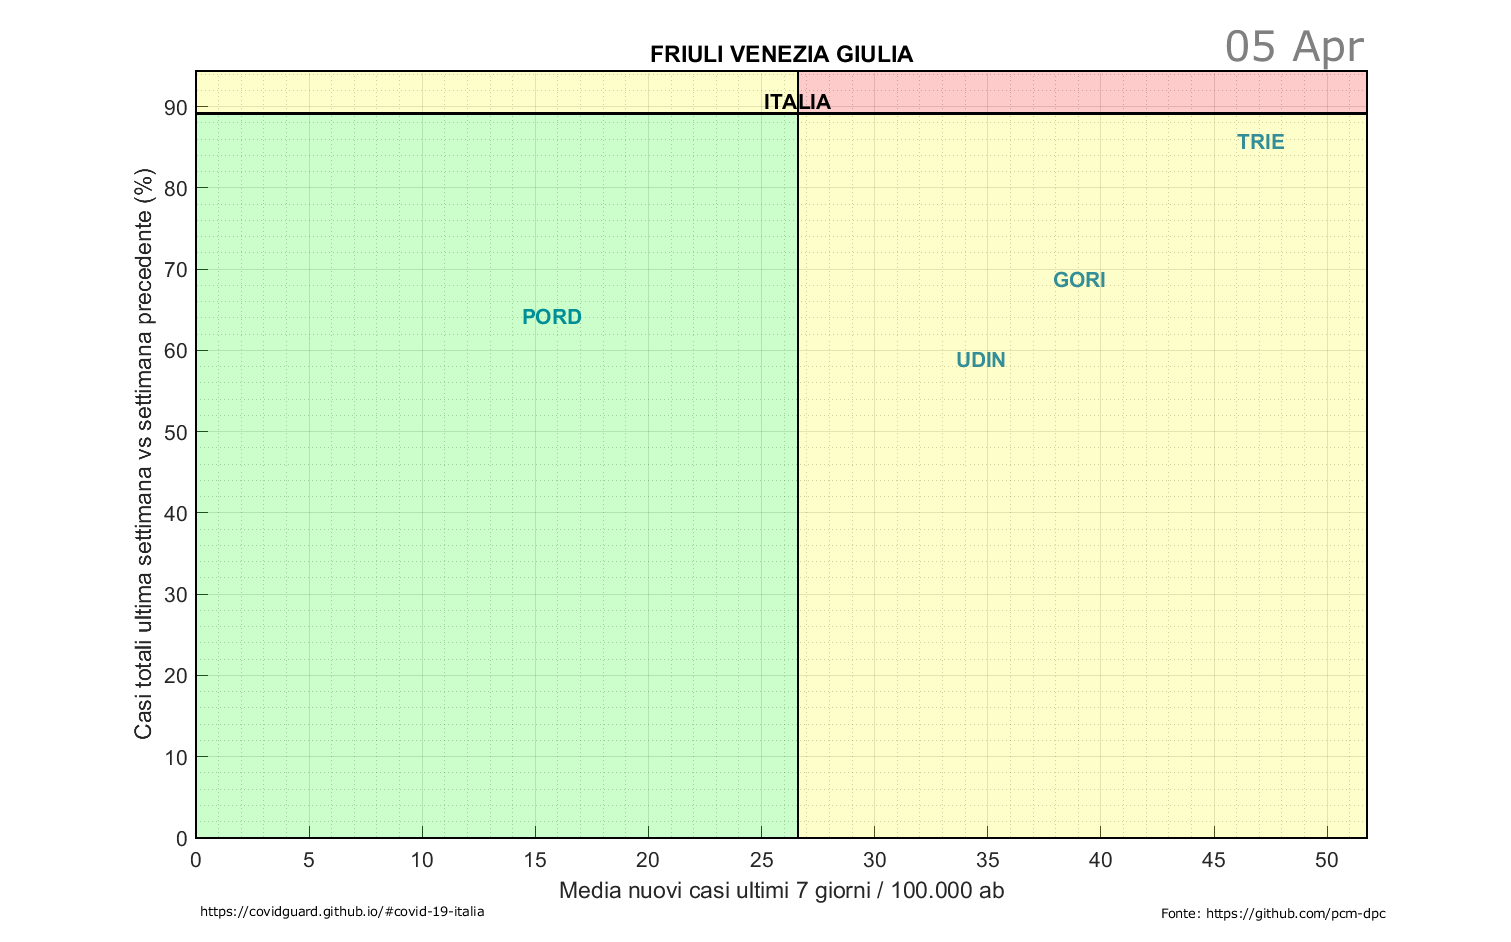 FRIULI VENEZIA GIULIA
05 Apr
ITALIA
TRIE
GORI
PORD
UDIN
Casi totali ultima settimana vs settimana precedente (%)
90
80
70
60
50
40
30
20
10
0
0 5 10 15 20 25 30 35 40 45 50
Media nuovi casi ultimi 7 giorni / 100.000 ab
https://covidguard.github.io/#covid-19-italia
Fonte: https://github.com/pcm-dpc